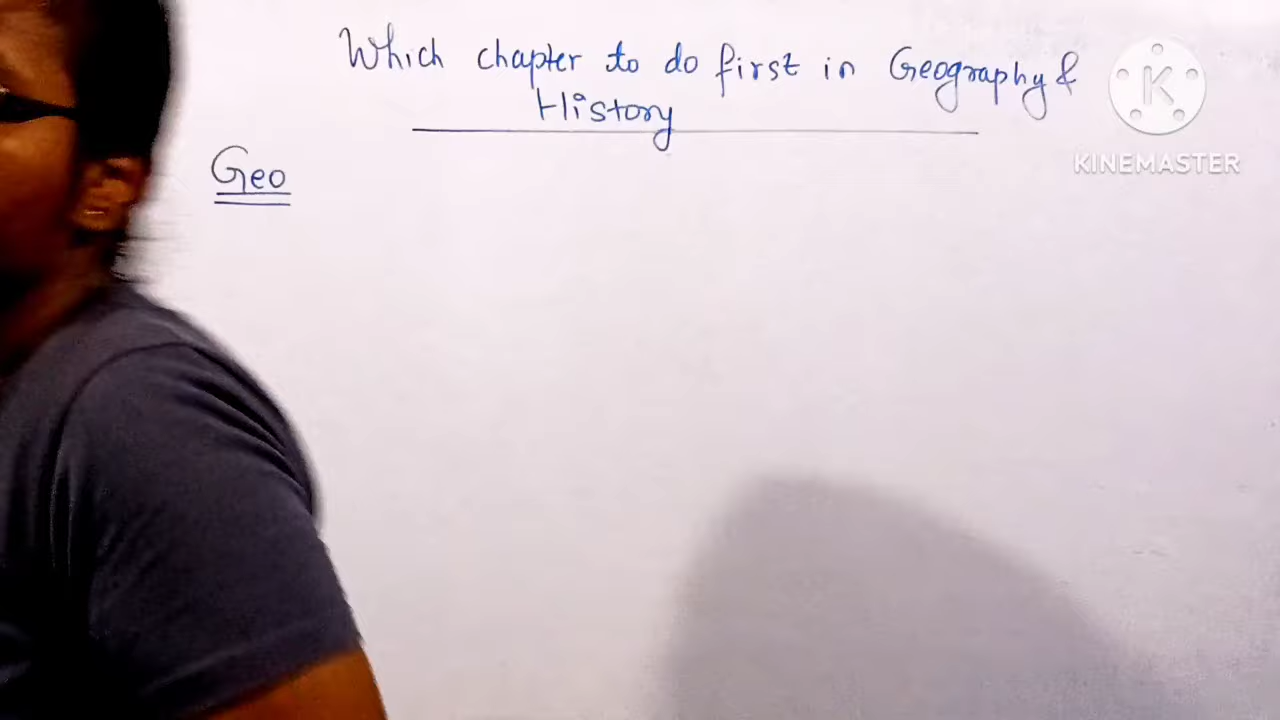 Which chapter to do first in Geography &
History
Geo
K
KINEMASTER